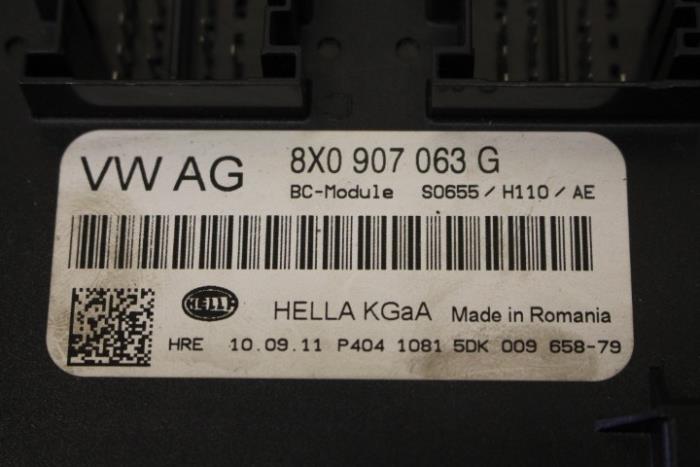 VW AG
8X0 907 063 G
BC-Module S0655/H110/AE
HELLA
HELLA KGaA Made in Romania
HRE 10.09.11 P404 1081 5DK 009 658-79